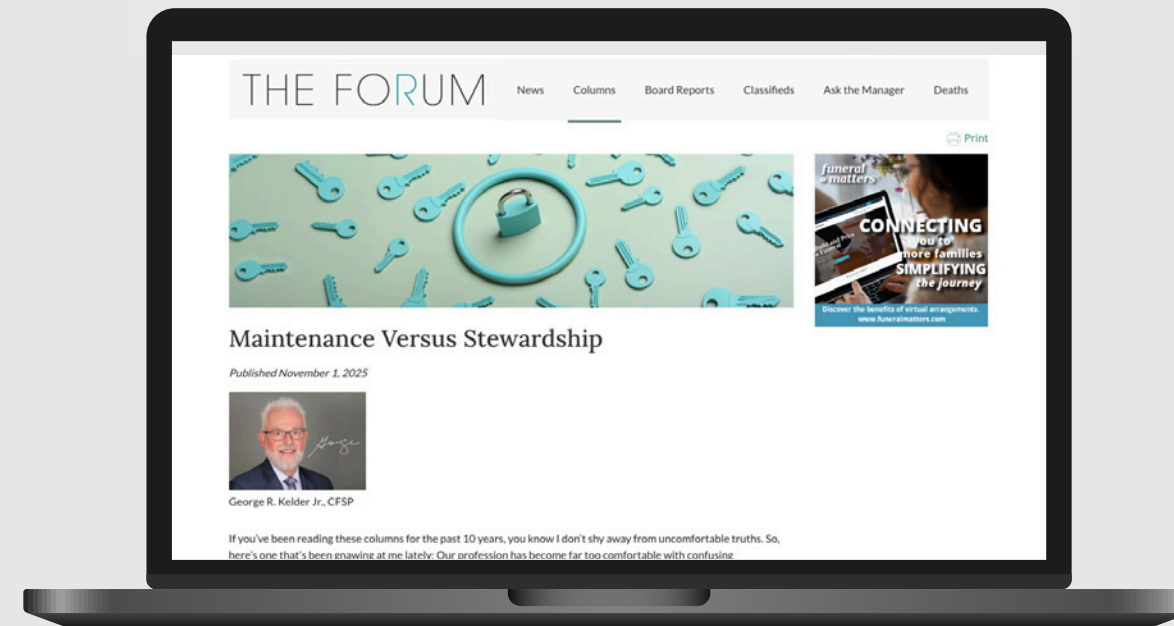 THE FORUM
News
Columns
Board Reports
Classifieds
Ask the Manager
Deaths
Print
funeral
matters
CONNECTING
you to
more families
SIMPLIFYING
the journey
Discover the benefits of virtual arrangements.
www.funeralmatters.com
Maintenance Versus Stewardship
Published November 1, 2025
George
George R. Kelder Jr., CFSP
If you've been reading these columns for the past 10 years, you know I don't shy away from uncomfortable truths. So,
here's one that's been gnawing at me lately: Our profession has become far too comfortable with confusing